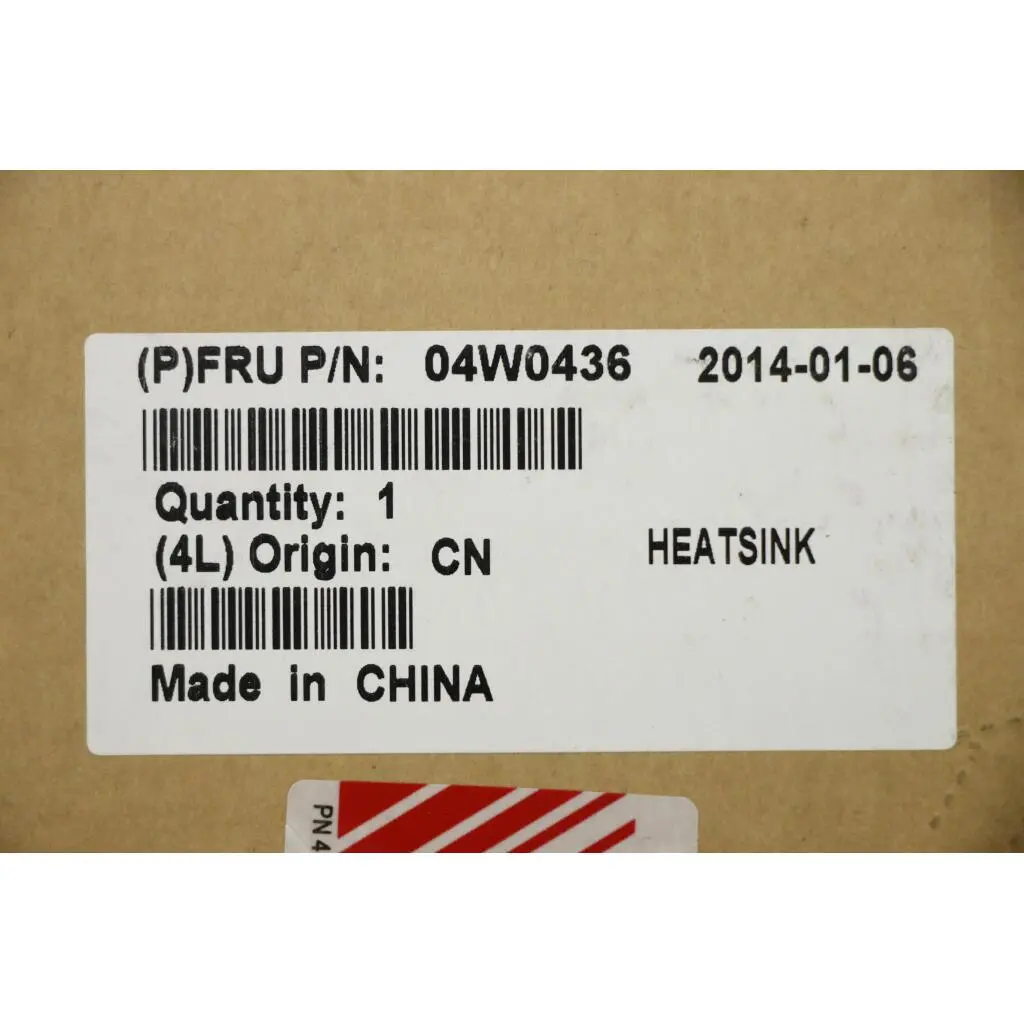 (P)FRU P/N: 04W0436 2014-01-06
Quantity: 1
(4L) Origin: CN
HEATSINK
Made in CHINA
PN 4